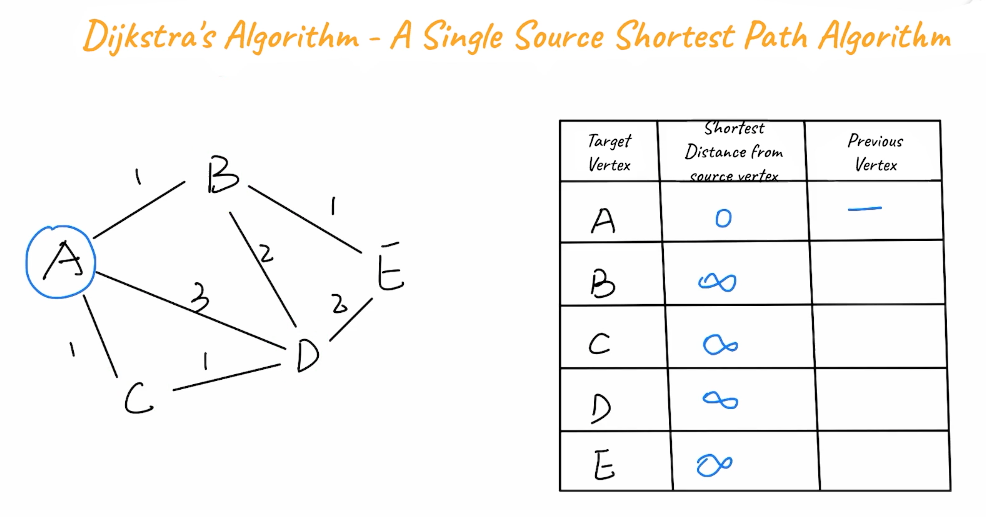 Dijkstra's Algorithm - A Single Source Shortest Path Algorithm
1
B
1
A
2
E
3
2
1
1
D
C
Target
Vertex
Shortest
Distance from
source vertex
Previous
Vertex
A 0 —
B ∞
C ∞
D ∞
E ∞